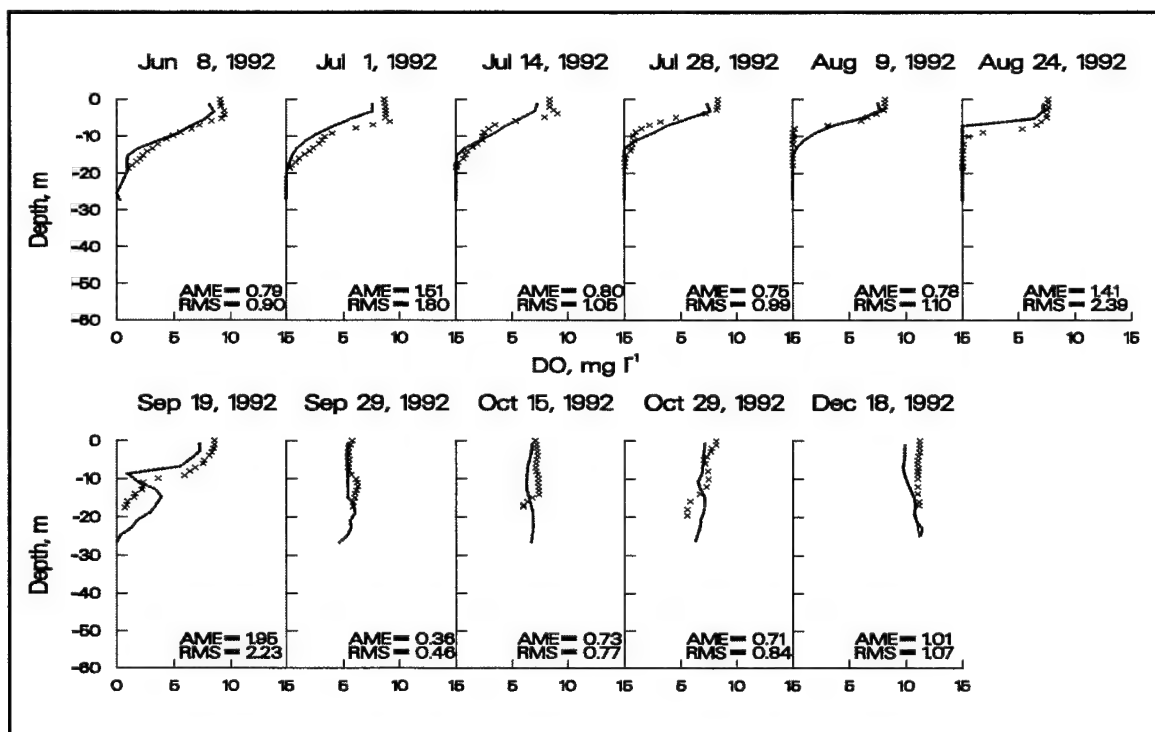 Jun 8, 1992 Jul 1, 1992 Jul 14, 1992 Jul 28, 1992 Aug 9, 1992 Aug 24, 1992
Depth, m
0
-10
-20
-30
-40
-50
-60
AME= 0.79 AME= 1.51 AME= 0.80 AME= 0.75 AME= 0.78 AME= 1.41
RMS= 0.90 RMS= 1.80 RMS= 1.05 RMS= 0.99 RMS= 1.10 RMS= 2.39
0 5 10 15 5 10 15 5 10 15 5 10 15 5 10 15 5 10 15
DO, mg l⁻¹
Sep 19, 1992 Sep 29, 1992 Oct 15, 1992 Oct 29, 1992 Dec 18, 1992
Depth, m
0
-10
-20
-30
-40
-50
-60
AME= 1.95 AME= 0.36 AME= 0.73 AME= 0.71 AME= 1.01
RMS= 2.23 RMS= 0.46 RMS= 0.77 RMS= 0.84 RMS= 1.07
0 5 10 15 5 10 15 5 10 15 5 10 15 5 10 15